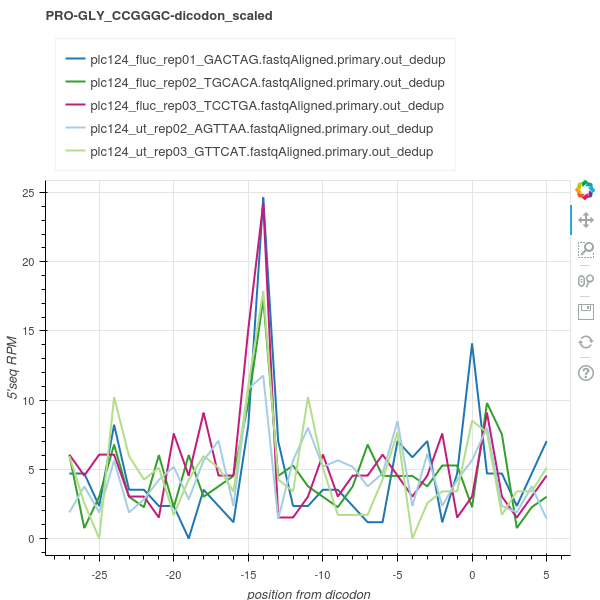 PRO-GLY_CCGGGC-dicodon_scaled
plc124_fluc_rep01_GACTAG.fastqAligned.primary.out_dedup
plc124_fluc_rep02_TGCACA.fastqAligned.primary.out_dedup
plc124_fluc_rep03_TCCTGA.fastqAligned.primary.out_dedup
plc124_ut_rep02_AGTTAA.fastqAligned.primary.out_dedup
plc124_ut_rep03_GTTCAT.fastqAligned.primary.out_dedup
25
20
15
10
5
0
5'seq RPM
-25 -20 -15 -10 -5 0 5
position from dicodon